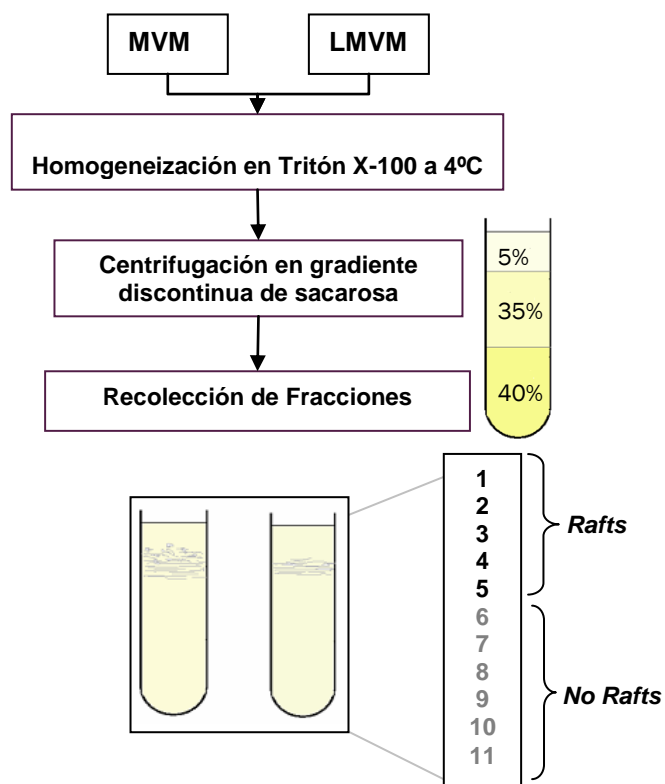 MVM
LMVM
Homogeneización en Tritón X-100 a 4ºC
Centrifugación en gradiente
discontinua de sacarosa
5%
35%
40%
Recolección de Fracciones
1
2
3
4
5
Rafts
6
7
8
9
10
11
No Rafts